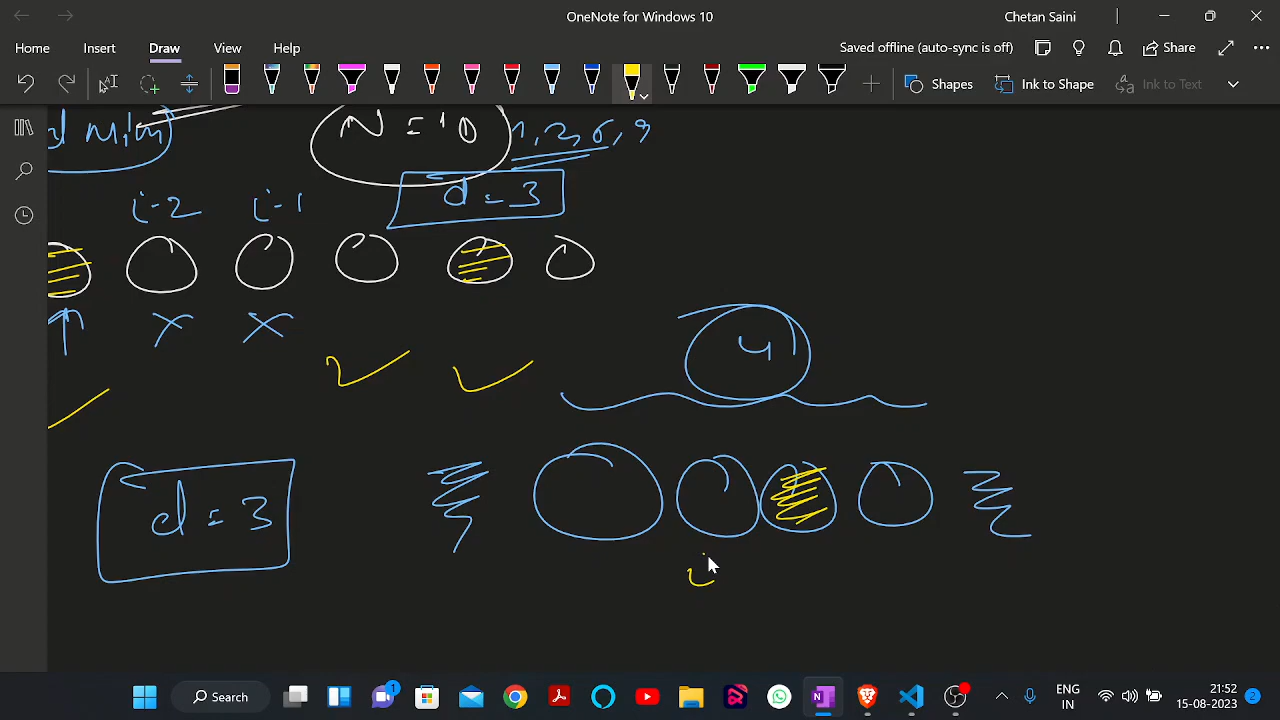 OneNote for Windows 10
Chetan Saini
Home Insert Draw View Help
Saved offline (auto-sync is off)
Share
Shapes
Ink to Shape
Ink to Text
N = 10
1, 2, 6, 9
d = 3
i-2 i-1
4
d = 3
i
Search
1
ENG
IN
21:52
15-08-2023